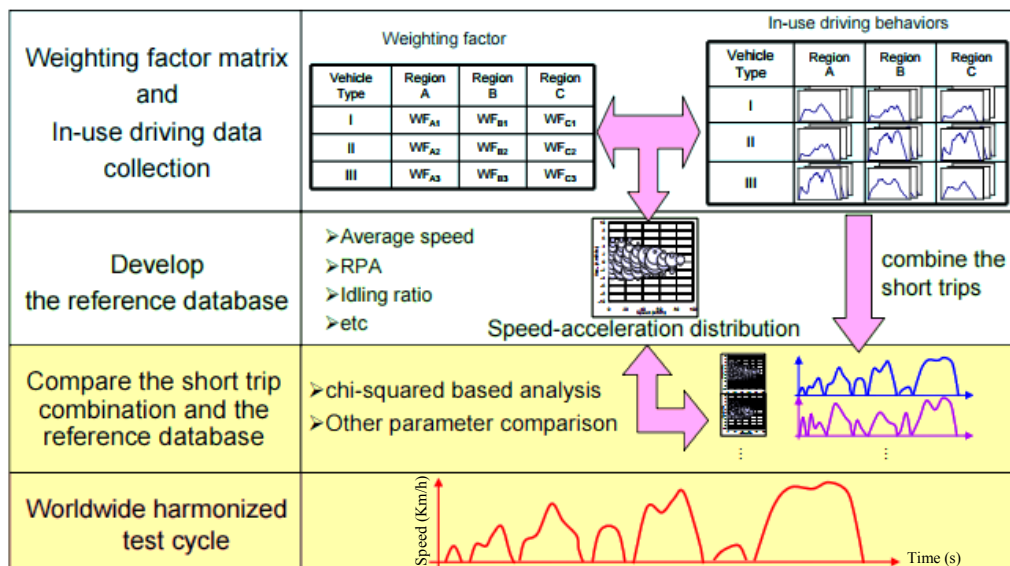 Weighting factor matrix
and
In-use driving data
collection
Weighting factor
Vehicle Type Region A Region B Region C
I WFA1 WFB1 WFC1
II WFA2 WFB2 WFC2
III WFA3 WFB3 WFC3
In-use driving behaviors
Vehicle Type Region A Region B Region C
I
II
III
Develop
the reference database
➢Average speed
➢RPA
➢Idling ratio
➢etc
Speed-acceleration distribution
combine the
short trips
Compare the short trip
combination and the
reference database
➢chi-squared based analysis
➢Other parameter comparison
⋮
⋮
Worldwide harmonized
test cycle
Speed (Km/h)
Time (s)